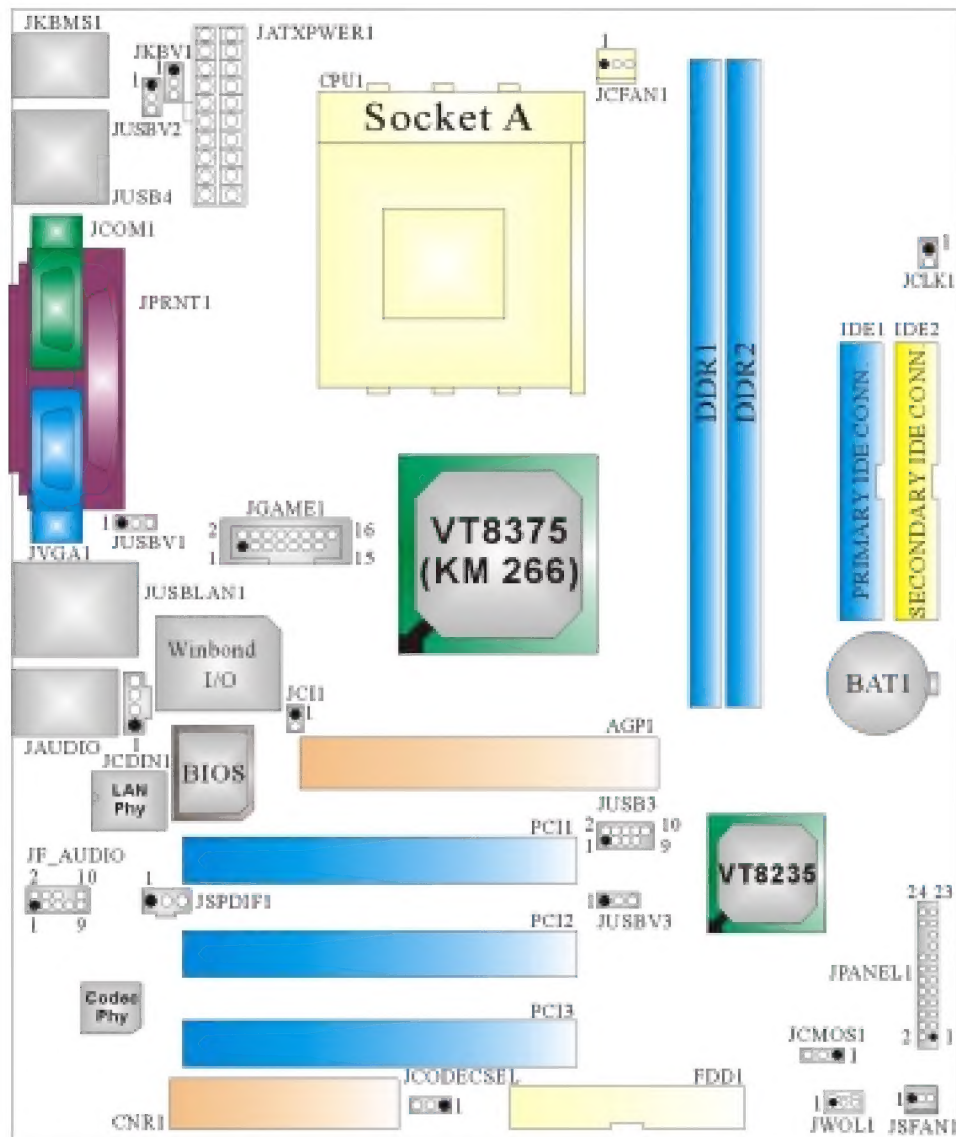 JKBMS1
JKBV1
1
1
JUSBV2
JATXPWER1
CPU1
Socket A
1
JCFAN1
JUSB4
JCOM1
JPRNT1
1
JCLK1
DDR1
DDR2
IDE1
IDE2
PRIMARY IDE CONN.
SECONDARY IDE CONN.
1
JUSBV1
JVGA1
JGAME1
2
16
1
15
VT8375
(KM 266)
JUSBLAN1
Winbond
I/O
BAT1
JCI1
1
JAUDIO
1
JCDIN1
AGP1
LAN
Phy
BIOS
JUSB3
2
10
1
9
PCI1
VT8235
JF_AUDIO
2
10
1
9
1
JSPDIF1
1
JUSBV3
PCI2
24 23
JPANEL1
2
1
Codec
Phy
PCI3
JCMOS1
1
JCODECSEL
1
CNR1
FDD1
1
JWOL1
1
JSFAN1